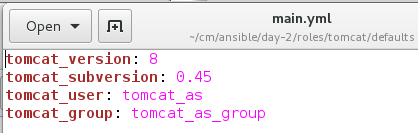 Open
main.yml
~/cm/ansible/day-2/roles/tomcat/defaults
tomcat_version: 8
tomcat_subversion: 0.45
tomcat_user: tomcat_as
tomcat_group: tomcat_as_group